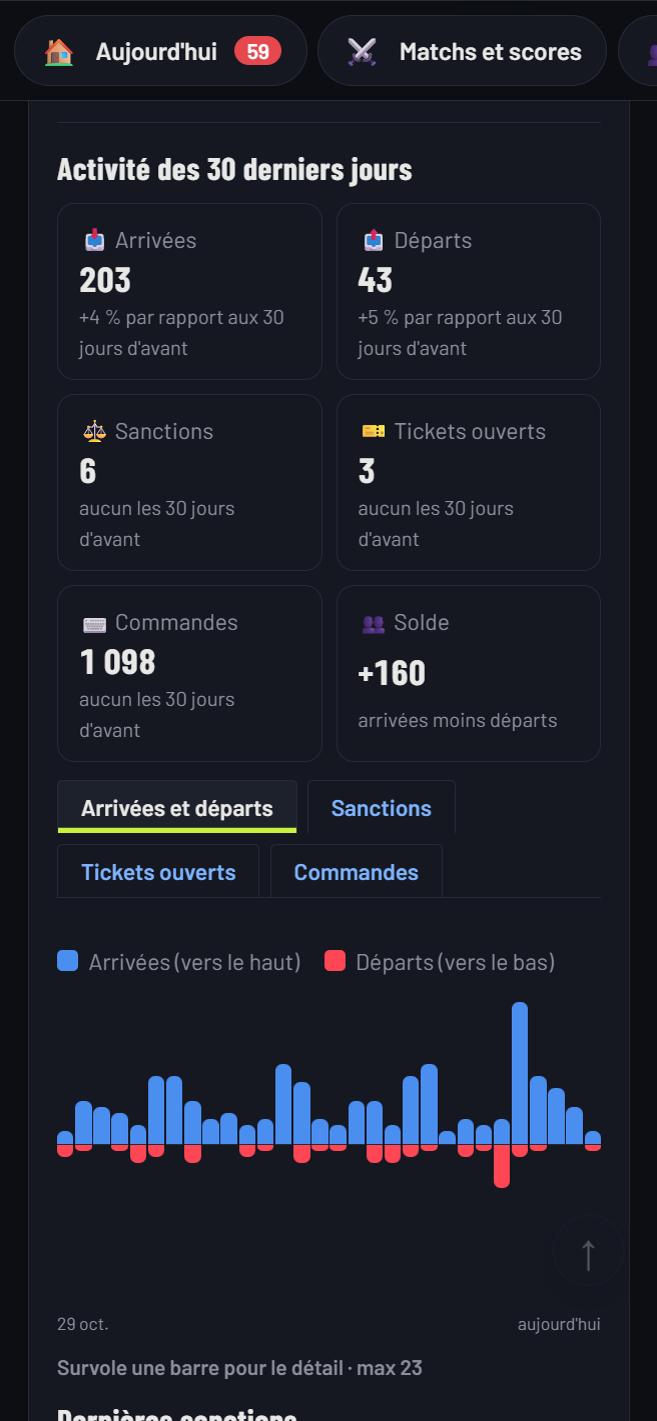 Aujourd'hui 59 Matchs et scores
Activité des 30 derniers jours
Arrivées
203
+4 % par rapport aux 30
jours d'avant
Départs
43
+5 % par rapport aux 30
jours d'avant
Sanctions
6
aucun les 30 jours
d'avant
Tickets ouverts
3
aucun les 30 jours
d'avant
Commandes
1 098
aucun les 30 jours
d'avant
Solde
+160
arrivées moins départs
Arrivées et départs
Sanctions
Tickets ouverts
Commandes
Arrivées (vers le haut) Départs (vers le bas)
↑
29 oct. aujourd'hui
Survole une barre pour le détail · max 23
Dernières sanctions